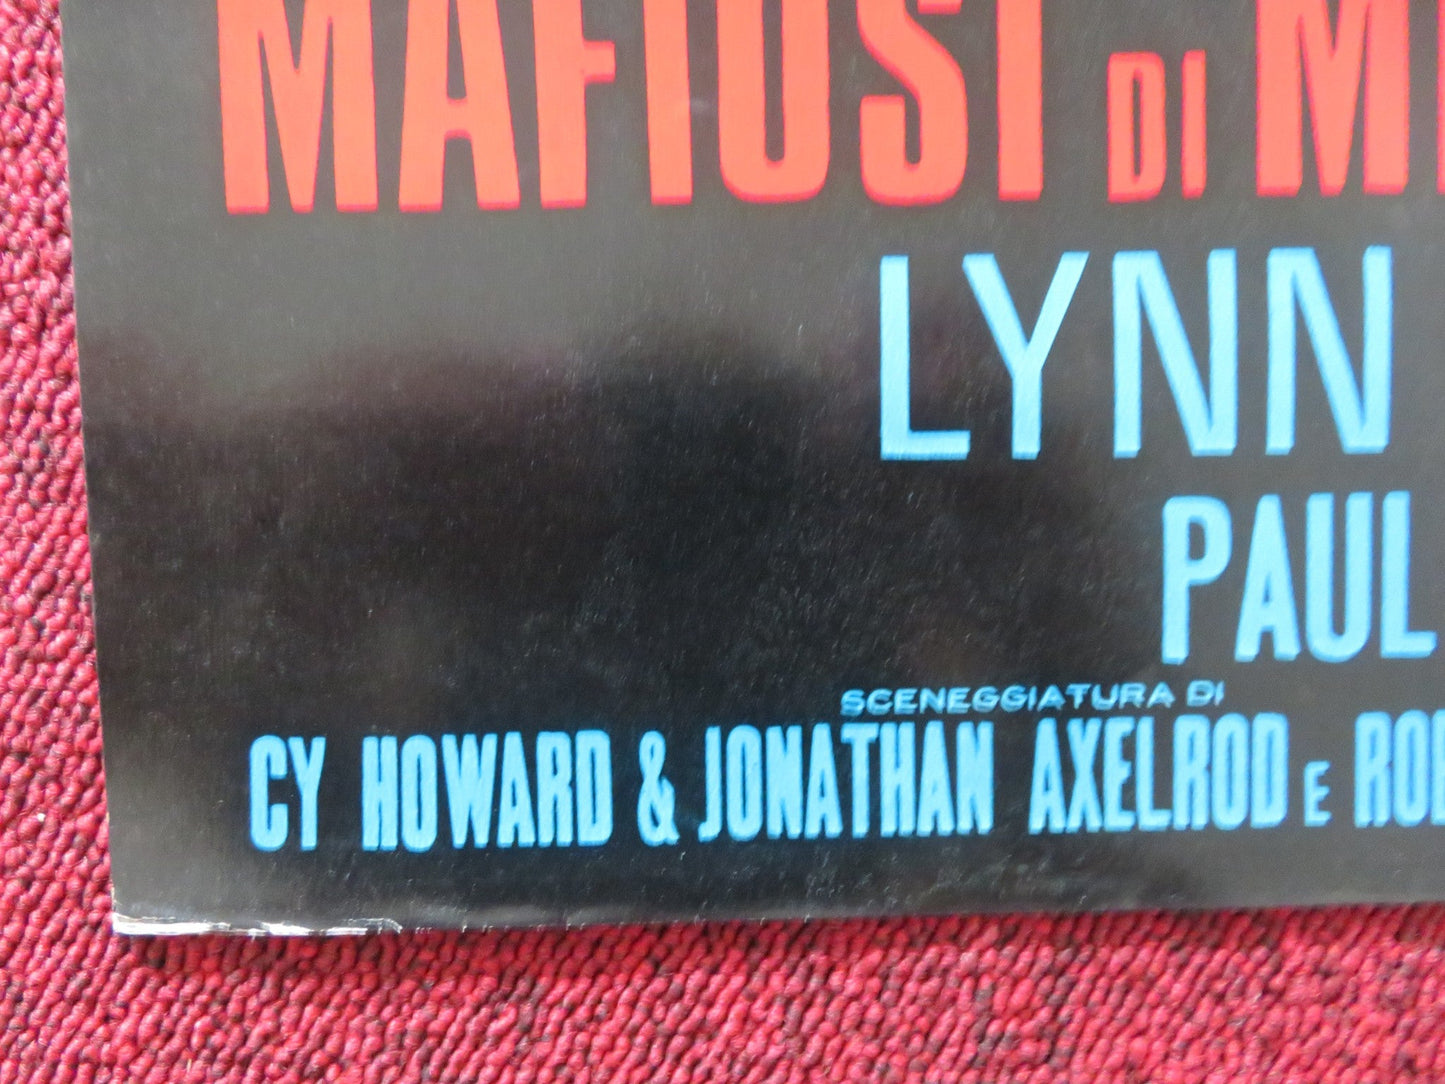 MAFIOSI DI M
LYNN
PAUL
SCENEGGIATURA DI
CY HOWARD & JONATHAN AXELROD E RO